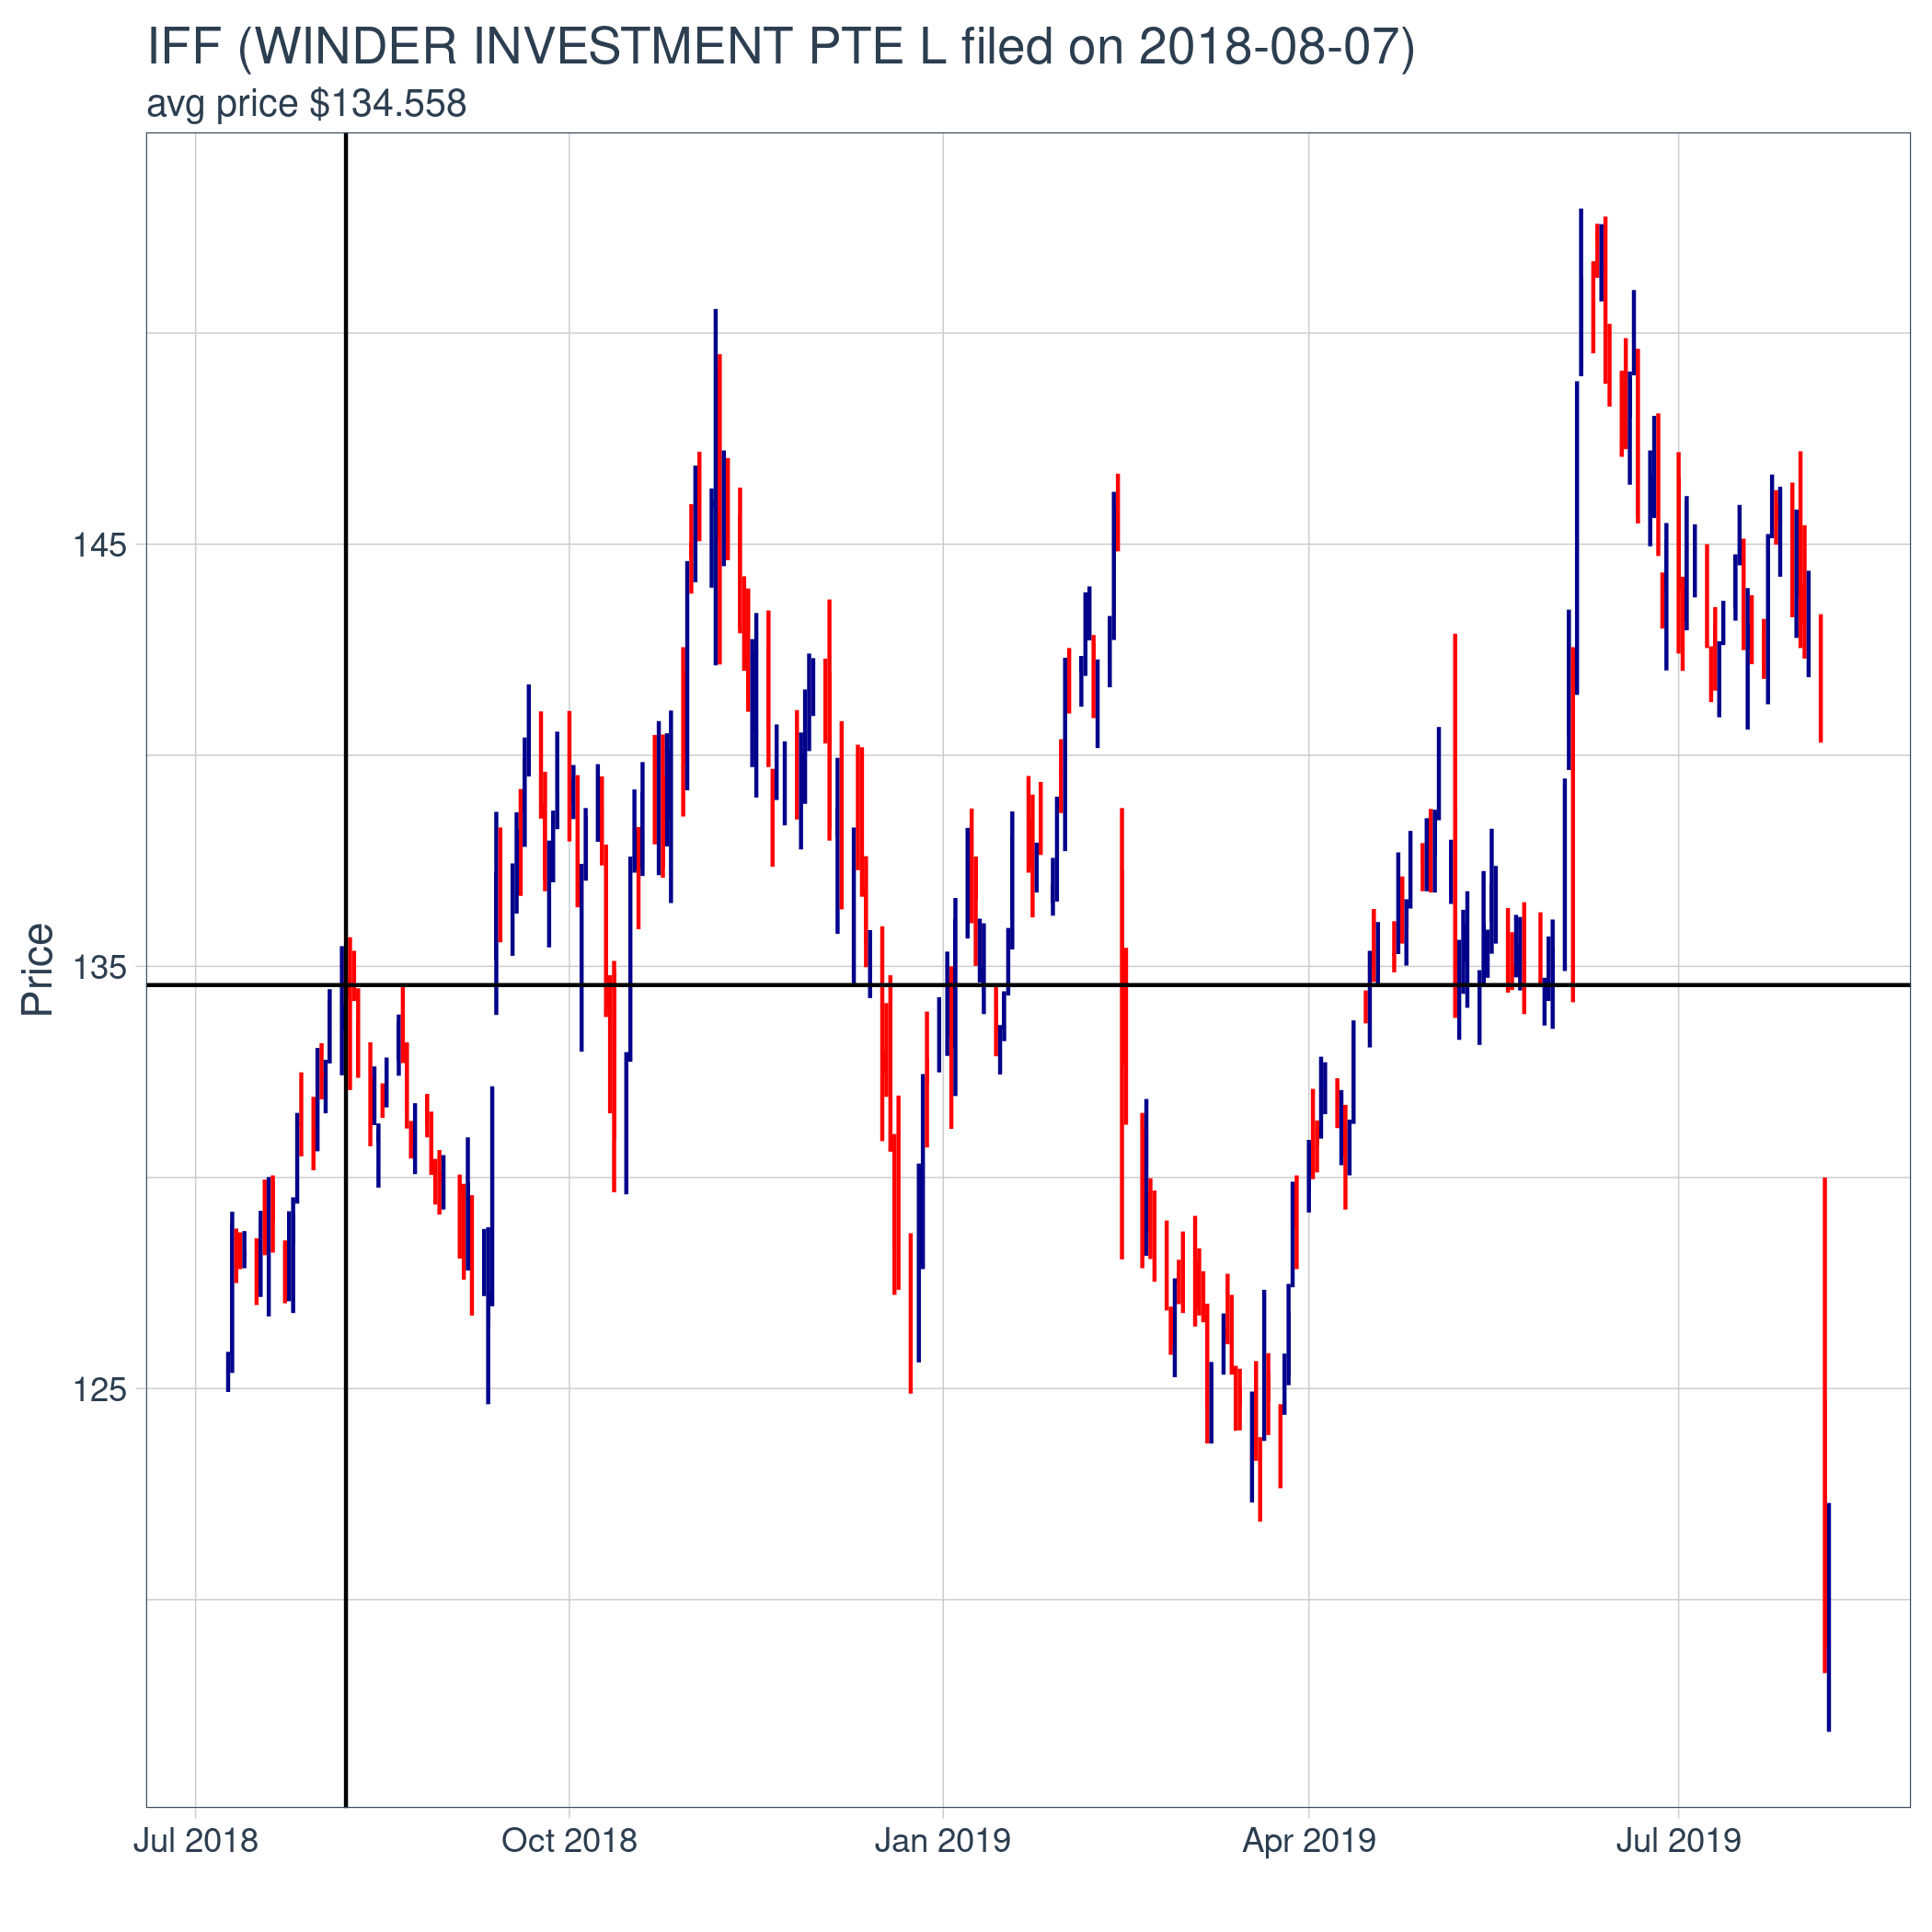 IFF (WINDER INVESTMENT PTE L filed on 2018-08-07)
avg price $134.558
145
135
125
Price
Jul 2018 Oct 2018 Jan 2019 Apr 2019 Jul 2019